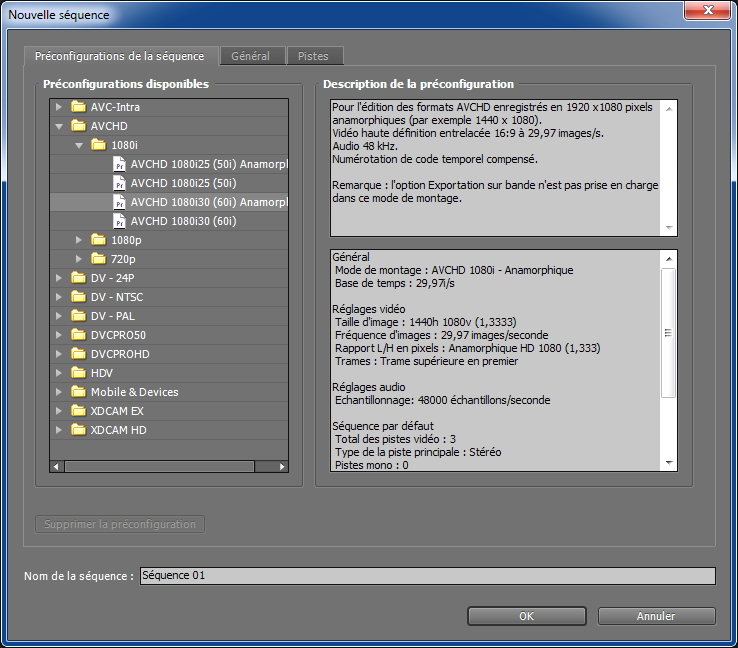 Nouvelle séquence
Préconfigurations de la séquence
Général
Pistes
Préconfigurations disponibles
AVC-Intra
AVCHD
1080i
AVCHD 1080i25 (50i) Anamorpl
AVCHD 1080i25 (50i)
AVCHD 1080i30 (60i) Anamorpl
AVCHD 1080i30 (60i)
1080p
720p
DV - 24P
DV - NTSC
DV - PAL
DVCPRO50
DVCPROHD
HDV
Mobile & Devices
XDCAM EX
XDCAM HD
Supprimer la préconfiguration
Description de la préconfiguration
Pour l'édition des formats AVCHD enregistrés en 1920 x1080 pixels
anamorphiques (par exemple 1440 x 1080).
Vidéo haute définition entrelacée 16:9 à 29,97 images/s.
Audio 48 kHz.
Numérotation de code temporel compensé.
Remarque : l'option Exportation sur bande n'est pas prise en charge
dans ce mode de montage.
Général
Mode de montage : AVCHD 1080i - Anamorphique
Base de temps : 29,97i/s
Réglages vidéo
Taille d'image : 1440h 1080v (1,3333)
Fréquence d'images : 29,97 images/seconde
Rapport L/H en pixels : Anamorphique HD 1080 (1,333)
Trames : Trame supérieure en premier
Réglages audio
Echantillonnage: 48000 échantillons/seconde
Séquence par défaut
Total des pistes vidéo : 3
Type de la piste principale : Stéréo
Pistes mono : 0
Nom de la séquence :
Séquence 01
OK
Annuler